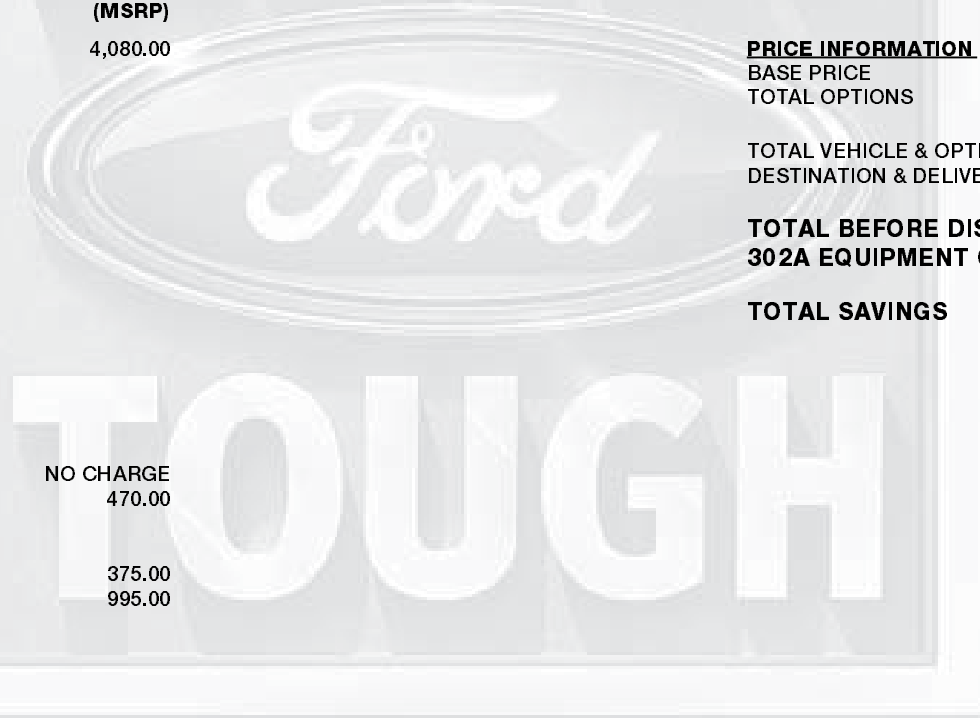 (MSRP)
4,080.00
NO CHARGE
470.00
375.00
995.00
PRICE INFORMATION
BASE PRICE
TOTAL OPTIONS
TOTAL VEHICLE & OPTI
DESTINATION & DELIVE
TOTAL BEFORE DIS
302A EQUIPMENT
TOTAL SAVINGS
Ford
TOUGH